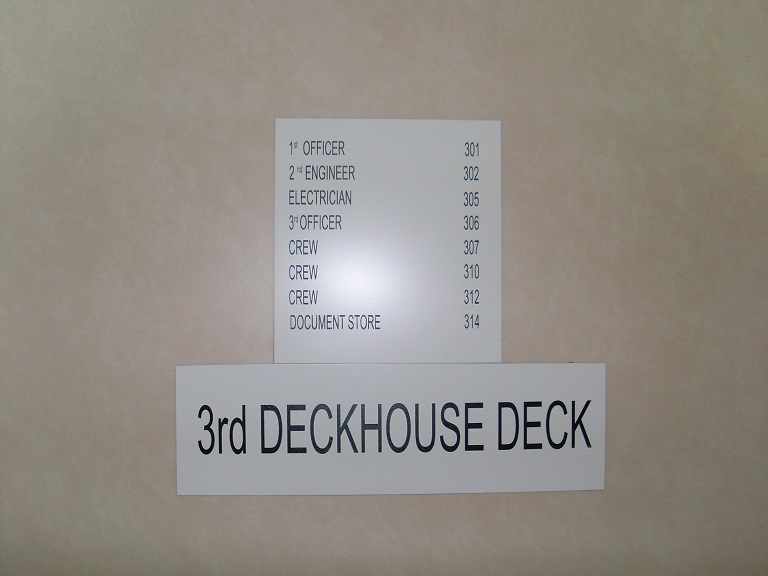 1st OFFICER 301
2nd ENGINEER 302
ELECTRICIAN 305
3rd OFFICER 306
CREW 307
CREW 310
CREW 312
DOCUMENT STORE 314
3rd DECKHOUSE DECK